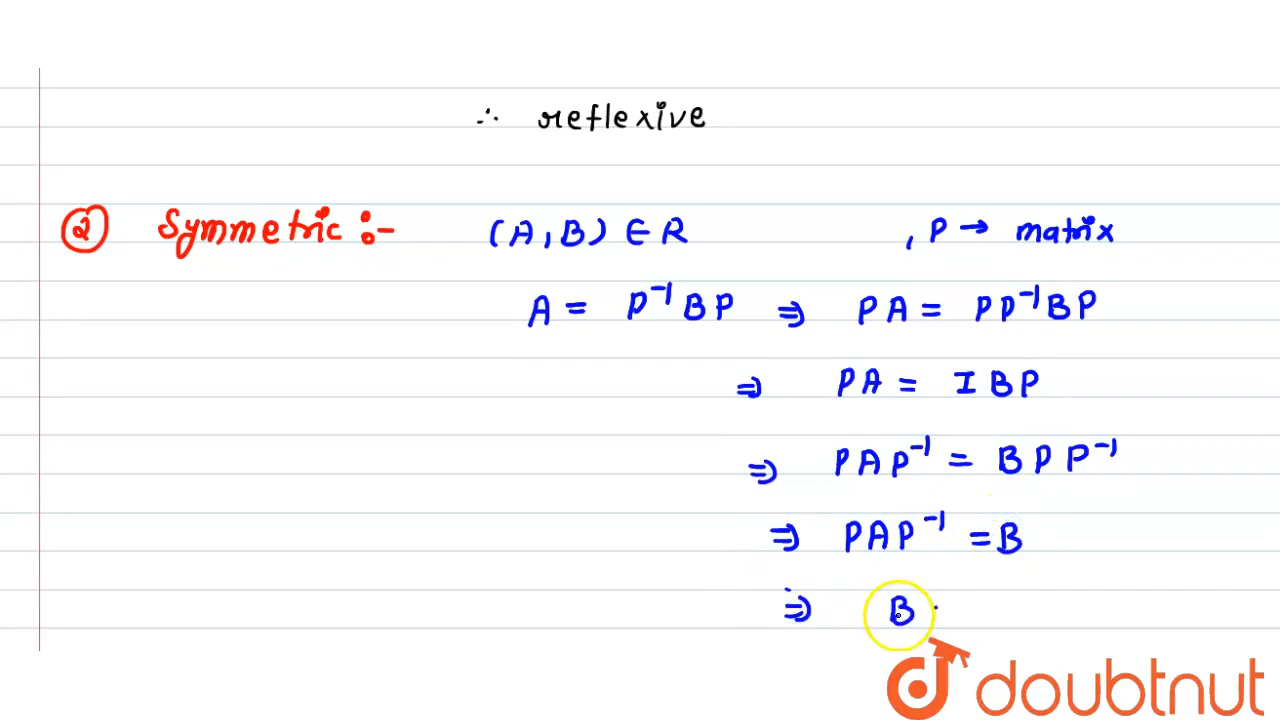 ∴ reflexive
② Symmetric :- (A, B) ∈ R , P → matrix
A = P⁻¹BP ⇒ PA = PP⁻¹BP
⇒ PA = IBP
⇒ PAP⁻¹ = BPP⁻¹
⇒ PAP⁻¹ = B
⇒ B
doubtnut